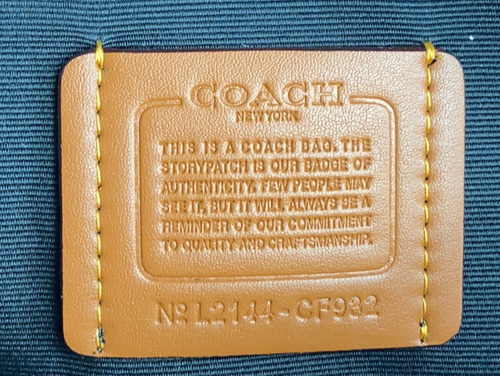 COACH
NEW YORK
THIS IS A COACH BAG. THE
STORYPATCH IS OUR BADGE OF
AUTHENTICITY. FEW PEOPLE MAY
SEE IT, BUT IT WILL ALWAYS BE A
REMINDER OF OUR COMMITMENT
TO QUALITY AND CRAFTSMANSHIP.
Nº L2144-CF932